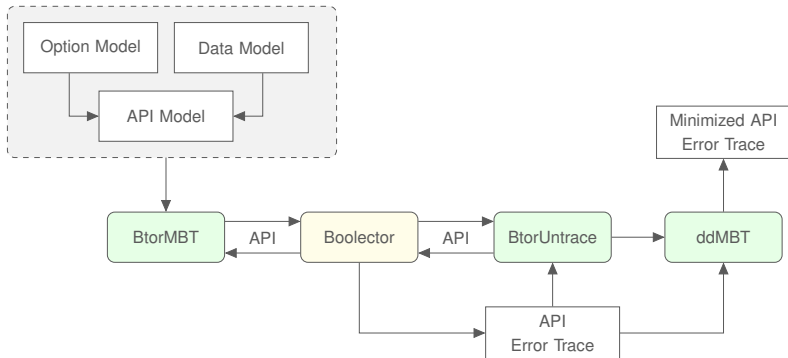 Option Model
Data Model
API Model
Minimized API
Error Trace
BtorMBT
API
Boolector
API
BtorUntrace
ddMBT
API
Error Trace